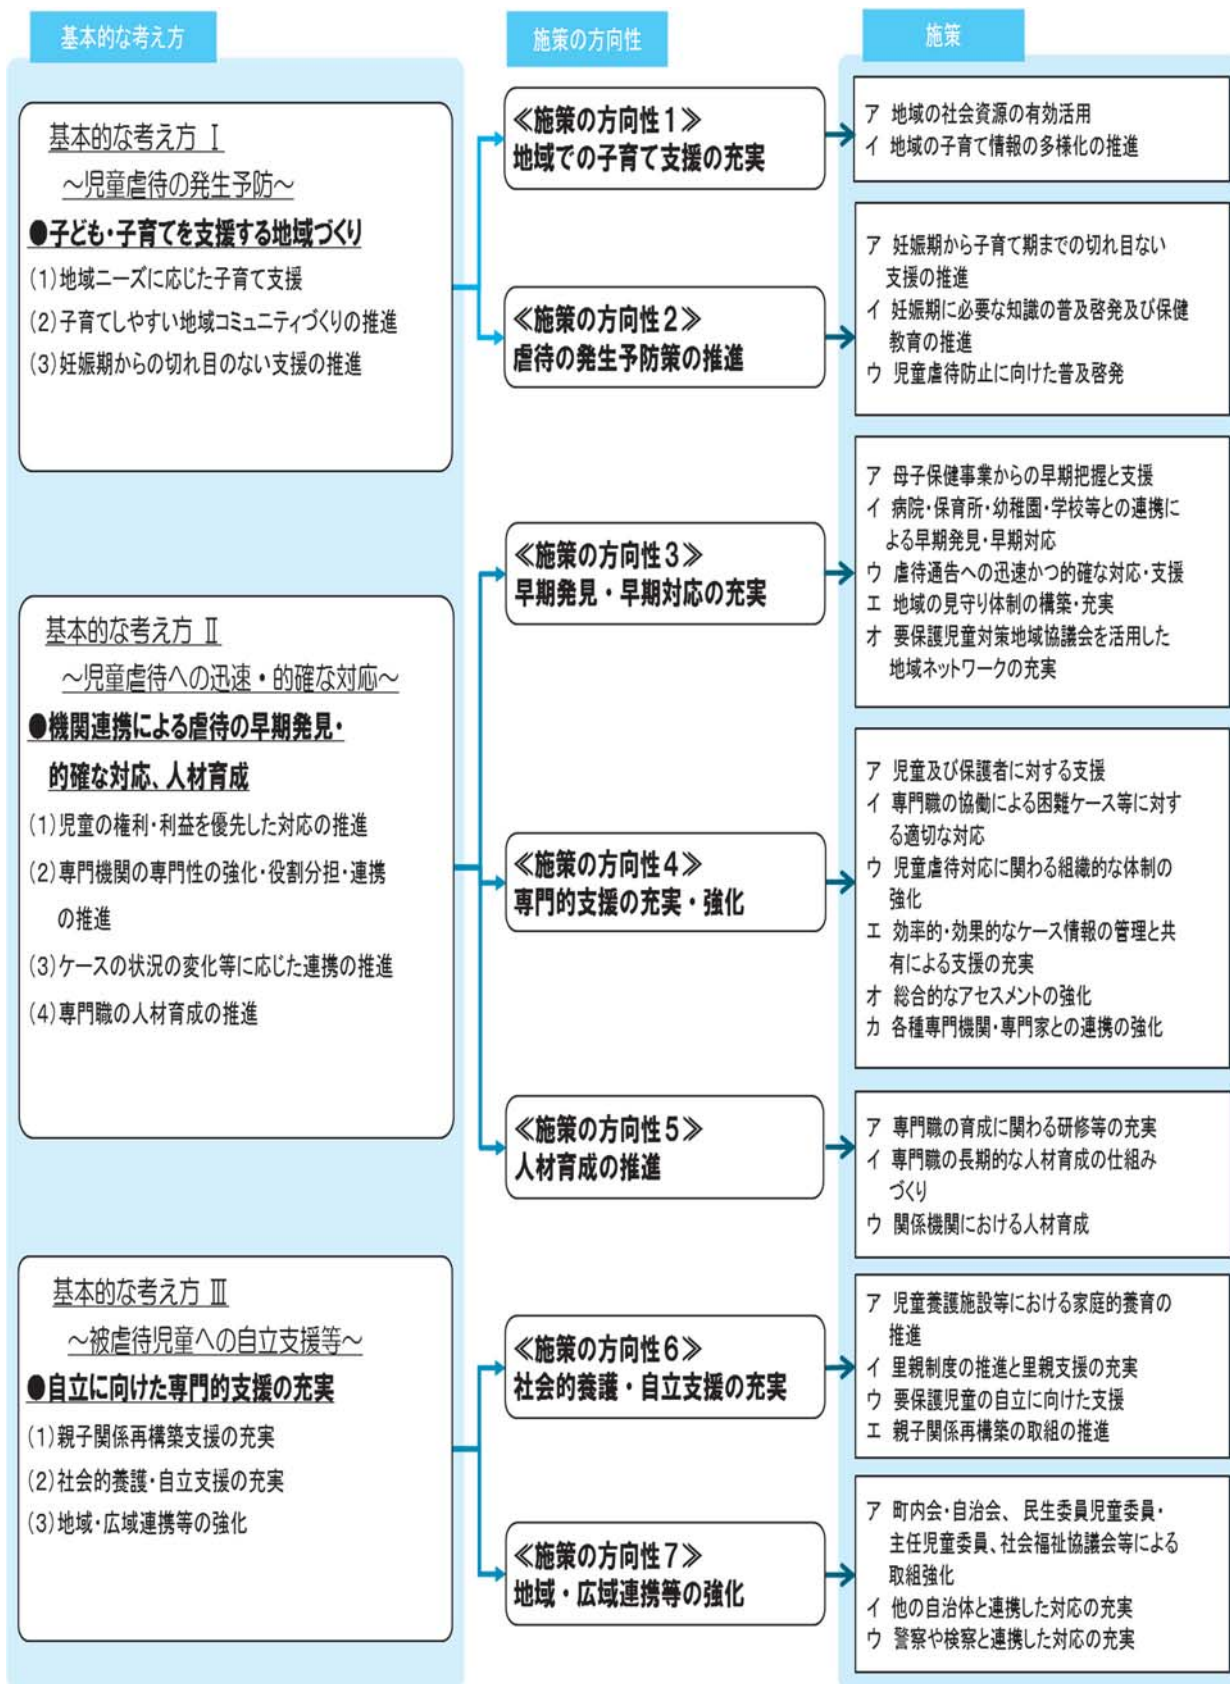 基本的な考え方
施策の方向性
施策
基本的な考え方 Ⅰ
～児童虐待の発生予防～
●子ども・子育てを支援する地域づくり
(1)地域ニーズに応じた子育て支援
(2)子育てしやすい地域コミュニティづくりの推進
(3)妊娠期からの切れ目のない支援の推進
≪施策の方向性1≫
地域での子育て支援の充実
ア 地域の社会資源の有効活用
イ 地域の子育て情報の多様化の推進
≪施策の方向性2≫
虐待の発生予防策の推進
ア 妊娠期から子育て期までの切れ目ない
支援の推進
イ 妊娠期に必要な知識の普及啓発及び保健
教育の推進
ウ 児童虐待防止に向けた普及啓発
基本的な考え方 Ⅱ
～児童虐待への迅速・的確な対応～
●機関連携による虐待の早期発見・
的確な対応、人材育成
(1)児童の権利・利益を優先した対応の推進
(2)専門機関の専門性の強化・役割分担・連携
の推進
(3)ケースの状況の変化等に応じた連携の推進
(4)専門職の人材育成の推進
≪施策の方向性3≫
早期発見・早期対応の充実
ア 母子保健事業からの早期把握と支援
イ 病院・保育所・幼稚園・学校等との連携に
よる早期発見・早期対応
ウ 虐待通告への迅速かつ的確な対応・支援
エ 地域の見守り体制の構築・充実
オ 要保護児童対策地域協議会を活用した
地域ネットワークの充実
≪施策の方向性4≫
専門的支援の充実・強化
ア 児童及び保護者に対する支援
イ 専門職の協働による困難ケース等に対す
る適切な対応
ウ 児童虐待対応に関わる組織的な体制の
強化
エ 効率的・効果的なケース情報の管理と共
有による支援の充実
オ 総合的なアセスメントの強化
カ 各種専門機関・専門家との連携の強化
≪施策の方向性5≫
人材育成の推進
ア 専門職の育成に関わる研修等の充実
イ 専門職の長期的な人材育成の仕組み
づくり
ウ 関係機関における人材育成
基本的な考え方 Ⅲ
～被虐待児童への自立支援等～
●自立に向けた専門的支援の充実
(1)親子関係再構築支援の充実
(2)社会的養護・自立支援の充実
(3)地域・広域連携等の強化
≪施策の方向性6≫
社会的養護・自立支援の充実
ア 児童養護施設等における家庭的養育の
推進
イ 里親制度の推進と里親支援の充実
ウ 要保護児童の自立に向けた支援
エ 親子関係再構築の取組の推進
≪施策の方向性7≫
地域・広域連携等の強化
ア 町内会・自治会、民生委員児童委員・
主任児童委員、社会福祉協議会等による
取組強化
イ 他の自治体と連携した対応の充実
ウ 警察や検察と連携した対応の充実